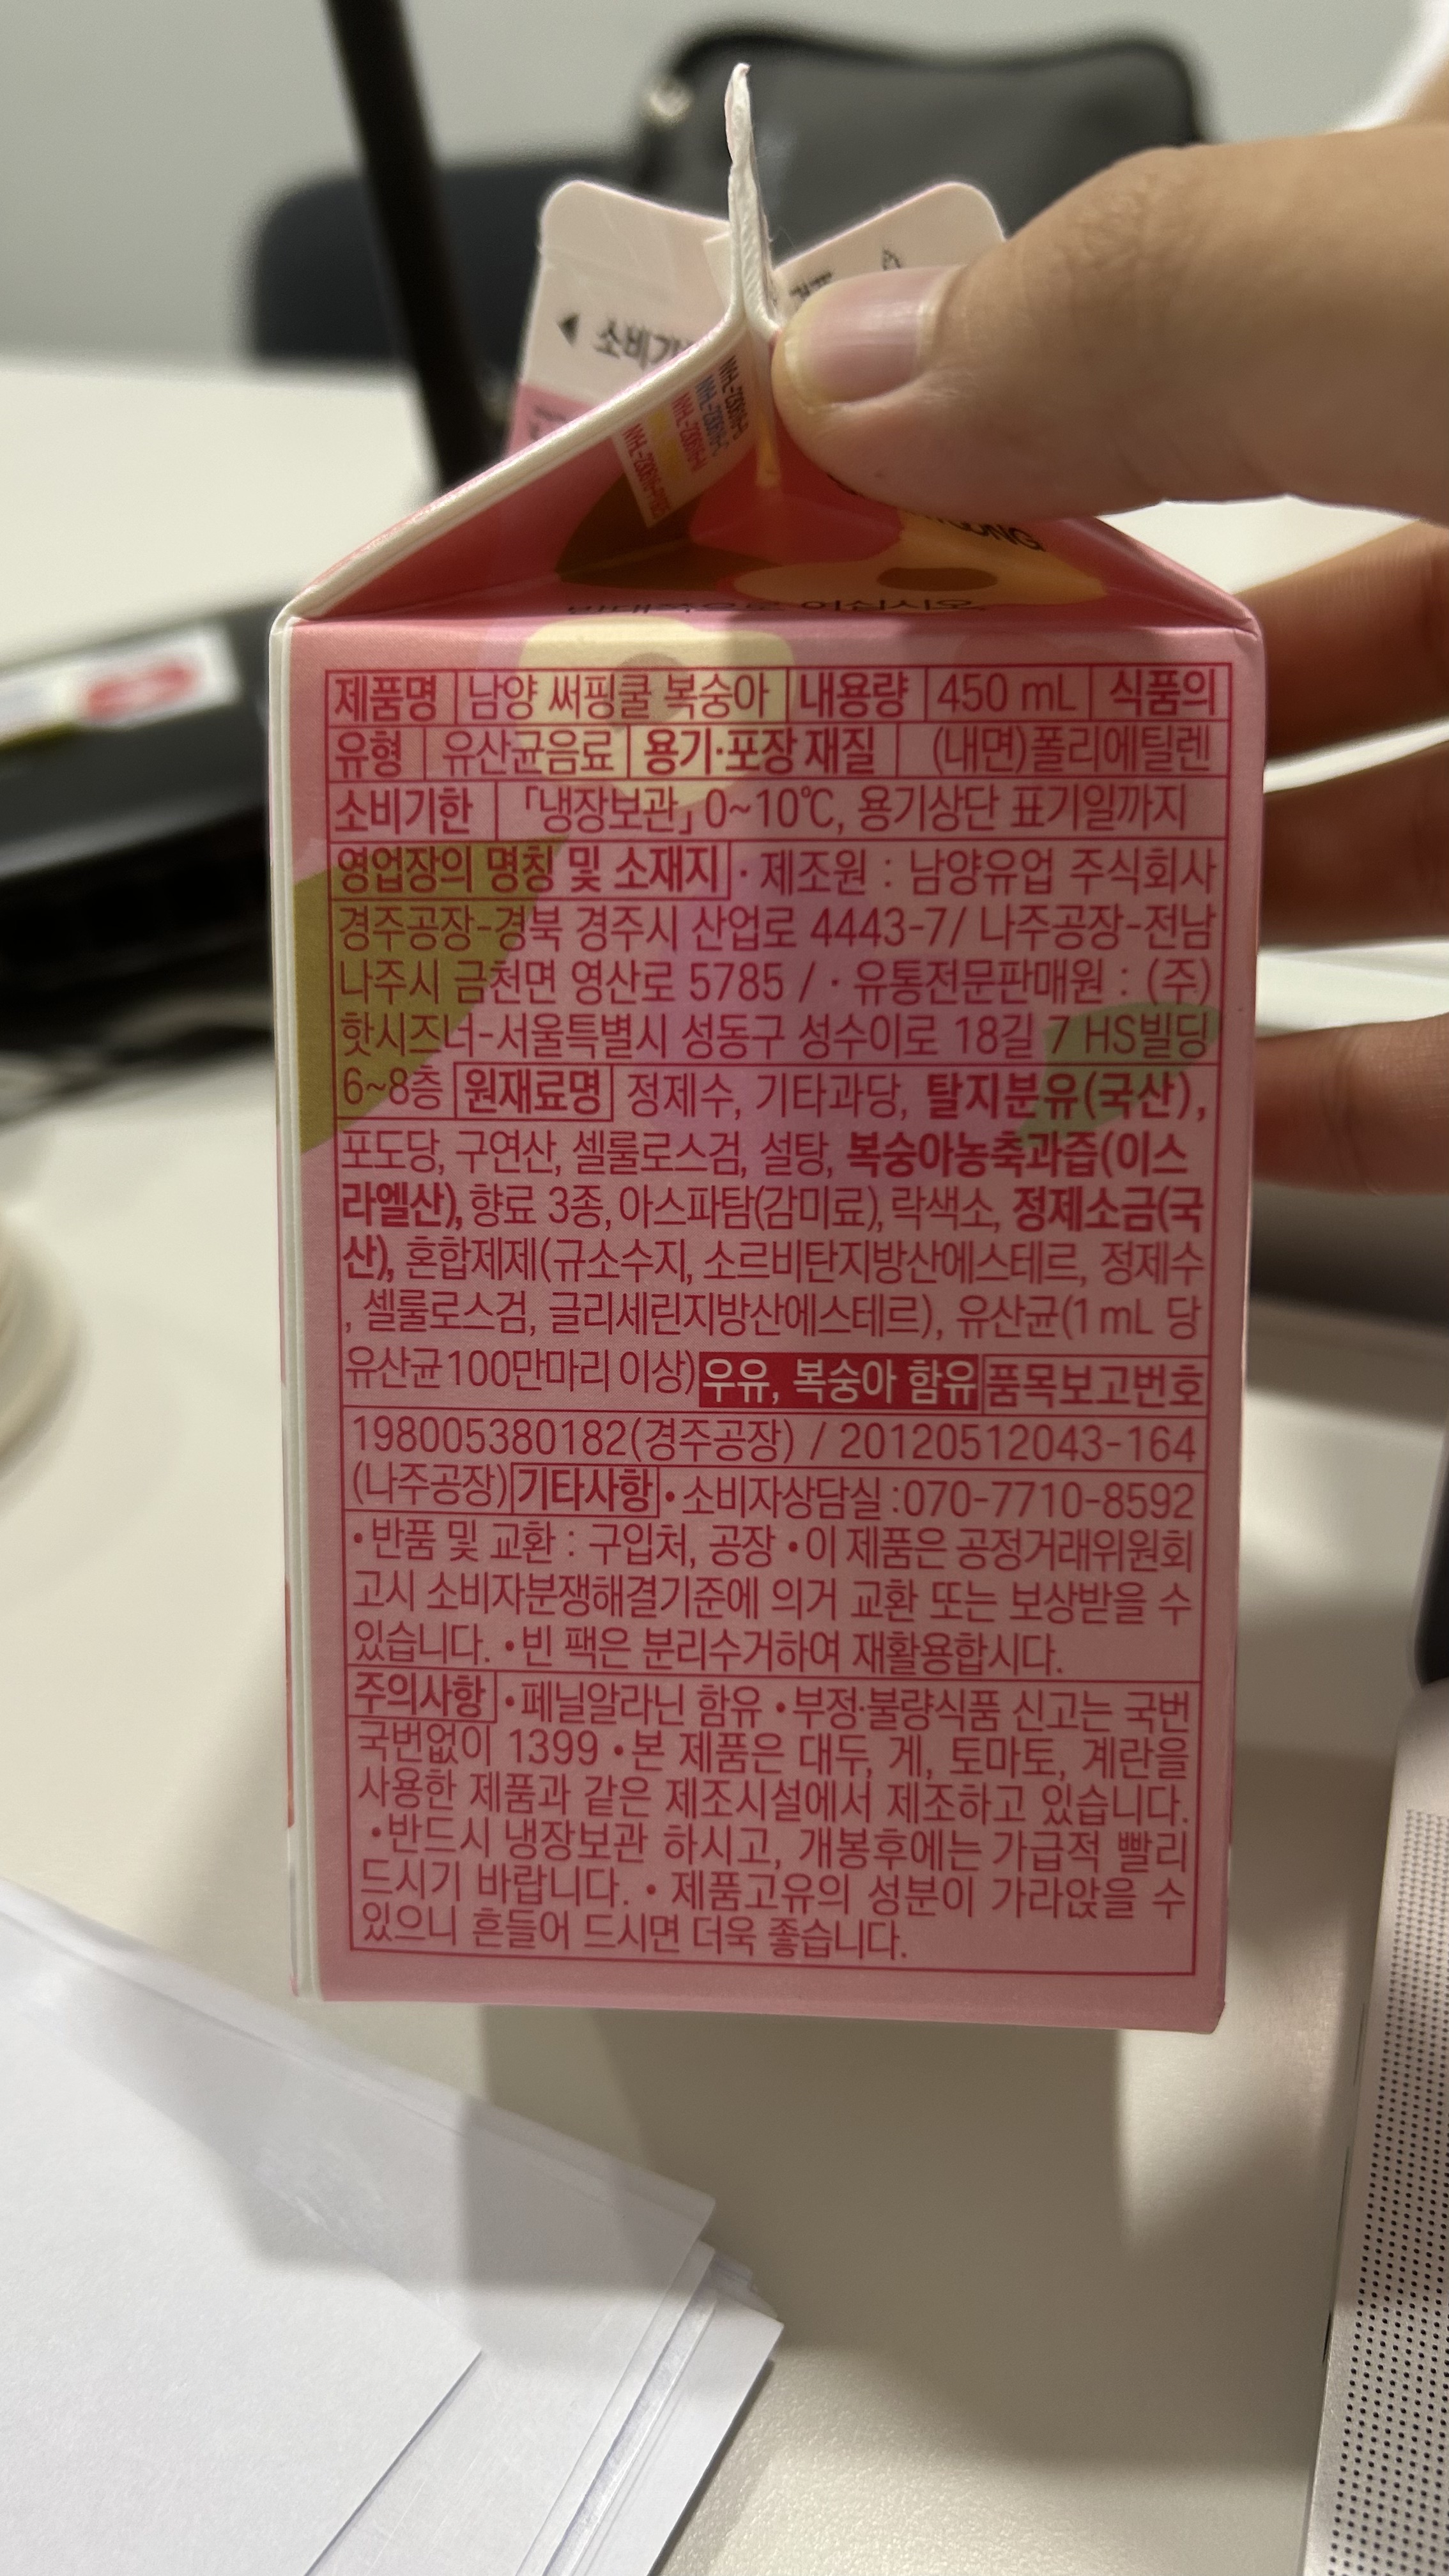 ◀ 소비기
제품명 남양 써핑쿨 복숭아 내용량 450 mL 식품의
유형 유산균음료 용기·포장 재질 (내면)폴리에틸렌
소비기한 「냉장보관」 0~10℃, 용기상단 표기일까지
영업장의 명칭 및 소재지 · 제조원 : 남양유업 주식회사
경주공장-경북 경주시 산업로 4443-7/ 나주공장-전남
나주시 금천면 영산로 5785 / · 유통전문판매원 : (주)
핫시즈너-서울특별시 성동구 성수이로 18길 7 HS빌딩
6~8층 원재료명 정제수, 기타과당, 탈지분유(국산),
포도당, 구연산, 셀룰로스검, 설탕, 복숭아농축과즙(이스
라엘산), 향료 3종, 아스파탐(감미료), 락색소, 정제소금(국
산), 혼합제제(규소수지, 소르비탄지방산에스테르, 정제수
, 셀룰로스검, 글리세린지방산에스테르), 유산균(1 mL 당
유산균100만마리 이상) 우유, 복숭아 함유 품목보고번호
198005380182(경주공장) / 20120512043-164
(나주공장) 기타사항 • 소비자상담실 :070-7710-8592
• 반품 및 교환 : 구입처, 공장 • 이 제품은 공정거래위원회
고시 소비자분쟁해결기준에 의거 교환 또는 보상받을 수
있습니다. • 빈 팩은 분리수거하여 재활용합시다.
주의사항 • 페닐알라닌 함유 • 부정·불량식품 신고는 국번
국번없이 1399 • 본 제품은 대두, 게, 토마토, 계란을
사용한 제품과 같은 제조시설에서 제조하고 있습니다.
• 반드시 냉장보관 하시고, 개봉후에는 가급적 빨리
드시기 바랍니다. • 제품고유의 성분이 가라앉을 수
있으니 흔들어 드시면 더욱 좋습니다.